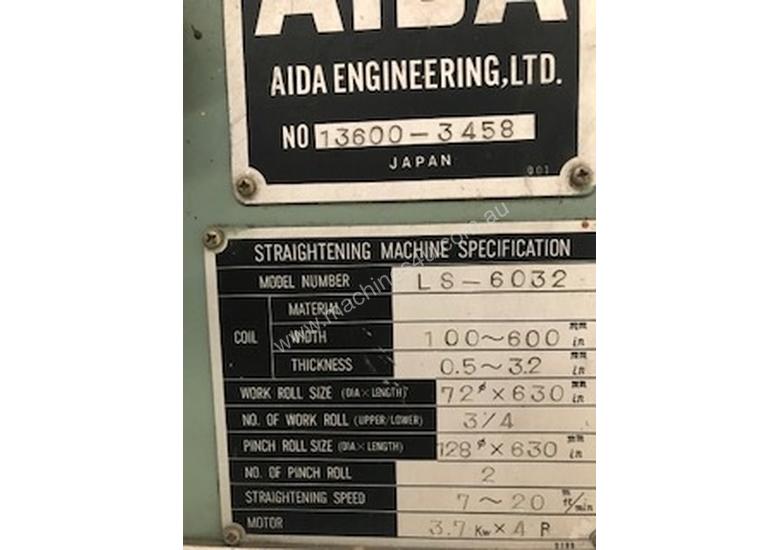 AIDA
AIDA ENGINEERING, LTD.
NO 13600-3458
JAPAN
001
STRAIGHTENING MACHINE SPECIFICATION
MODEL NUMBER LS-6032
COIL
MATERIAL
WIDTH 100~600 mm in
THICKNESS 0.5~3.2 mm in
WORK ROLL SIZE (DIA×LENGTH) 72ø×630 mm in
NO. OF WORK ROLL (UPPER/LOWER) 3/4
PINCH ROLL SIZE (DIA×LENGTH) 128ø×630 mm in
NO. OF PINCH ROLL 2
STRAIGHTENING SPEED 7~20 m ft/min
MOTOR 3.7 Kw × 4 P
www.machines4u.com.au